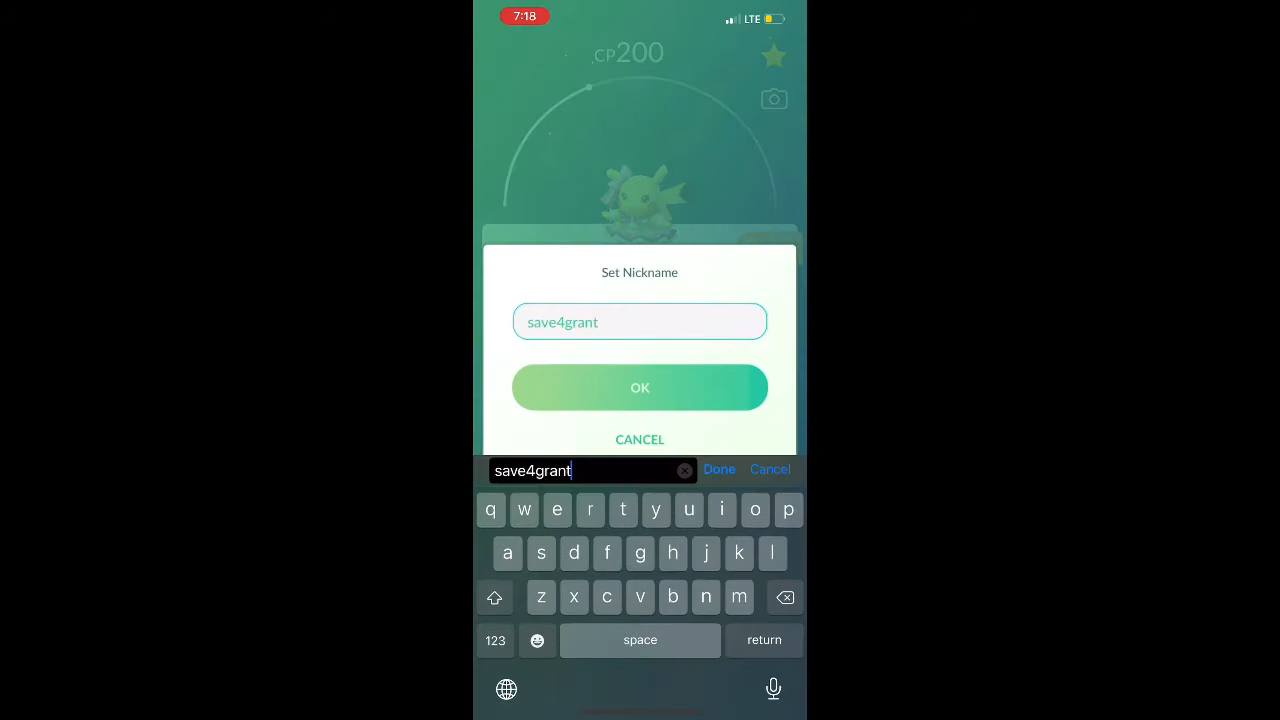 7:18
LTE
CP200
Set Nickname
save4grant
OK
CANCEL
save4grant Done Cancel
q w e r t y u i o p
a s d f g h j k l
z x c v b n m
123 space return